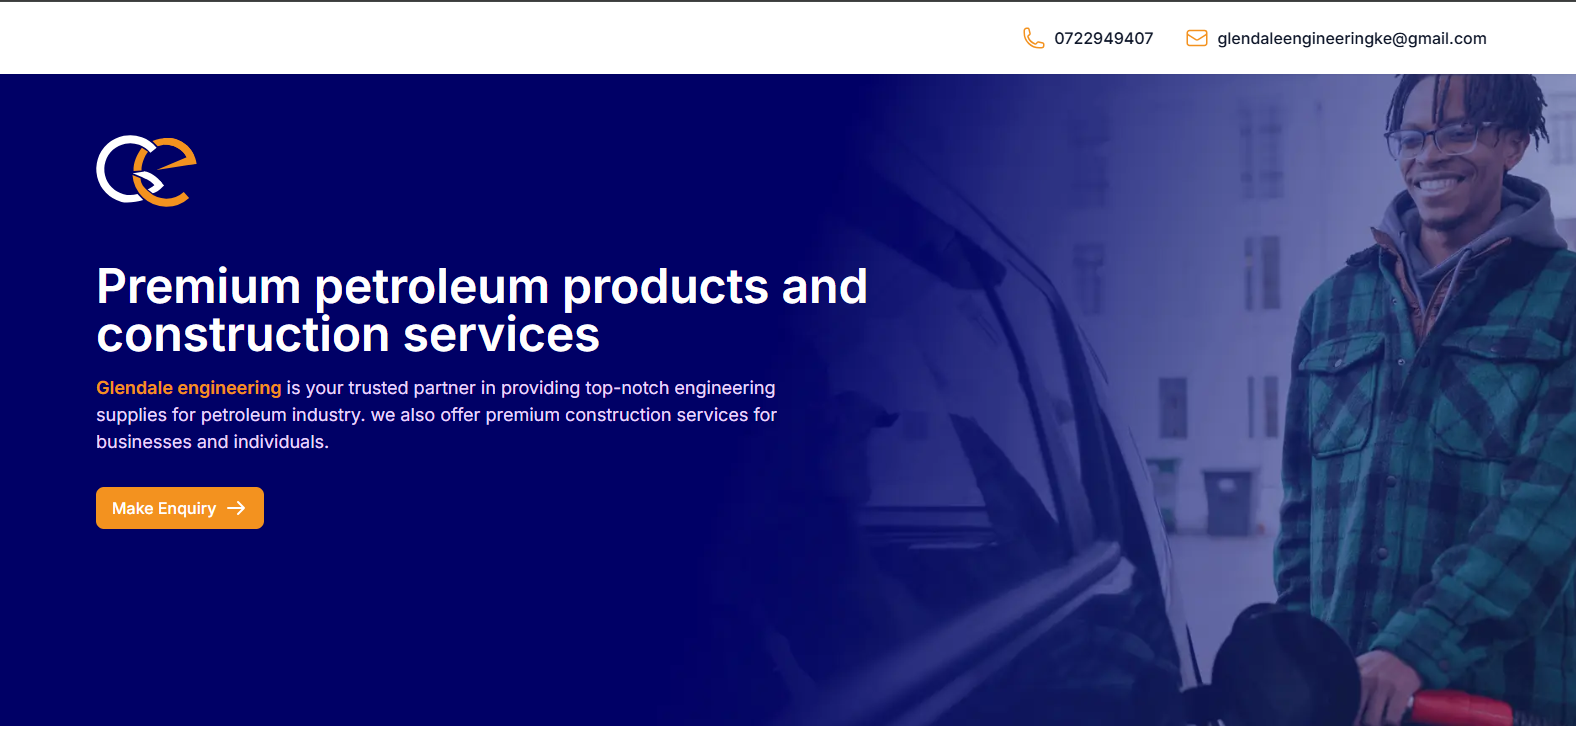 0722949407 glendaleengineeringke@gmail.com
Premium petroleum products and
construction services
Glendale engineering is your trusted partner in providing top-notch engineering
supplies for petroleum industry. we also offer premium construction services for
businesses and individuals.
Make Enquiry